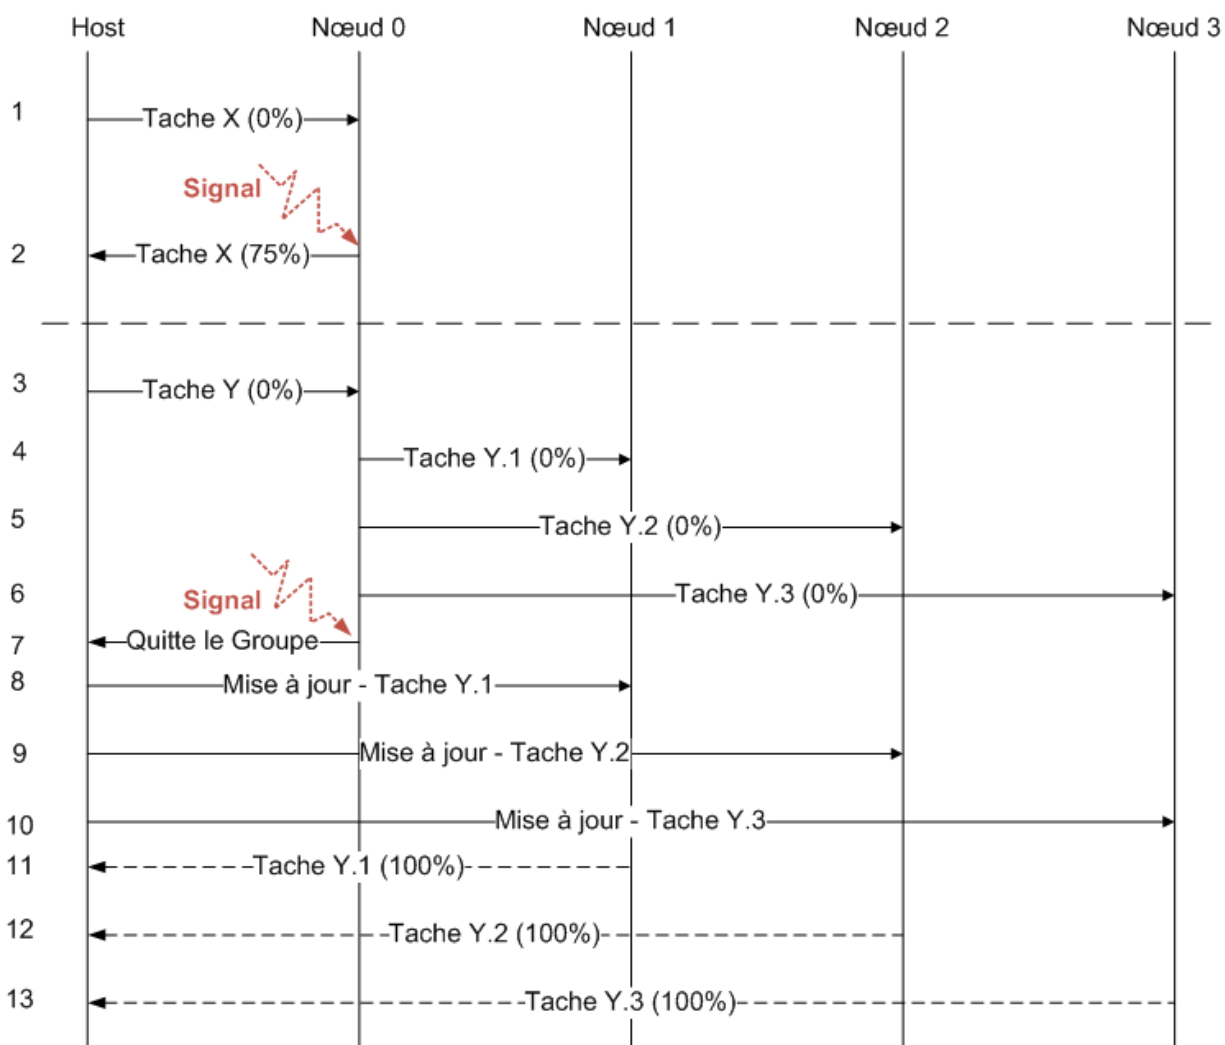 Host Nœud 0 Nœud 1 Nœud 2 Nœud 3
1 Tache X (0%)
Signal
2 Tache X (75%)
3 Tache Y (0%)
4 Tache Y.1 (0%)
5 Tache Y.2 (0%)
6 Tache Y.3 (0%)
Signal
7 Quitte le Groupe
8 Mise à jour - Tache Y.1
9 Mise à jour - Tache Y.2
10 Mise à jour - Tache Y.3
11 Tache Y.1 (100%)
12 Tache Y.2 (100%)
13 Tache Y.3 (100%)